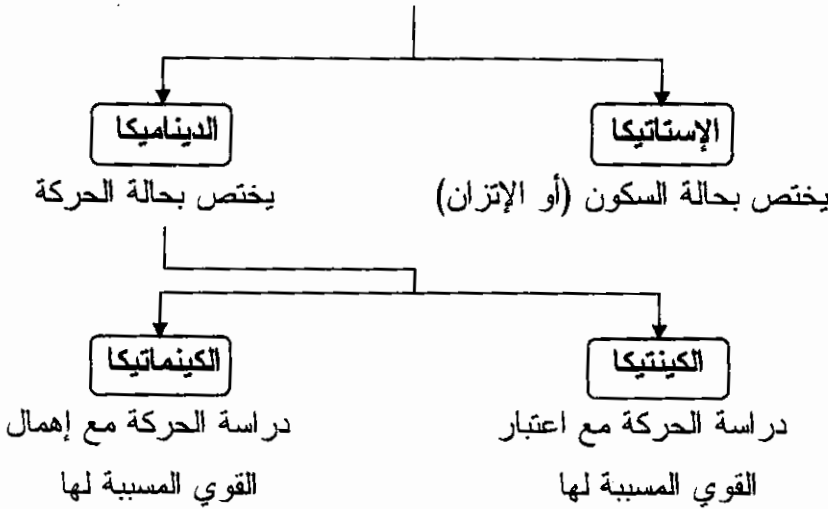 الإستاتيكا
يختص بحالة السكون (أو الإتزان)
الديناميكا
يختص بحالة الحركة
الكينتيكا
دراسة الحركة مع اعتبار
القوي المسببة لها
الكينماتيكا
دراسة الحركة مع إهمال
القوي المسببة لها